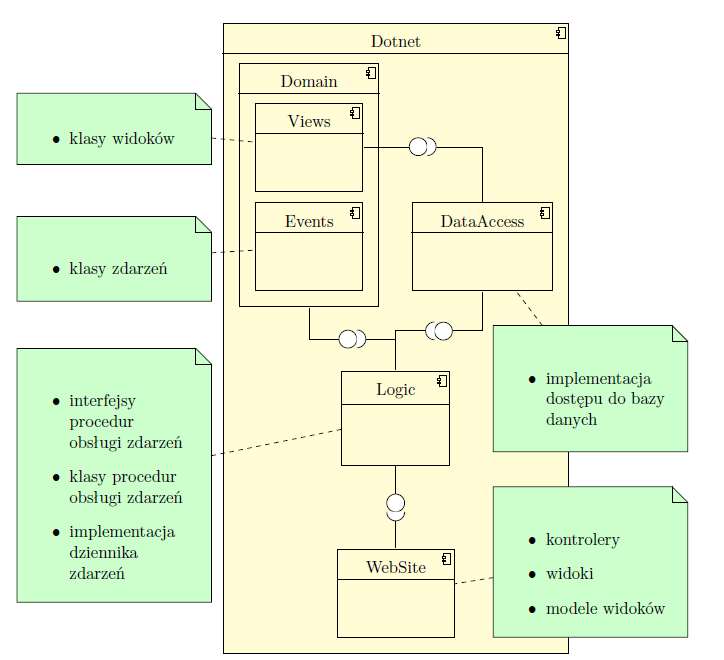 Dotnet
Domain
Views
• klasy widoków
Events
DataAccess
• klasy zdarzeń
• implementacja
dostępu do bazy
danych
Logic
• interfejsy
procedur
obsługi zdarzeń
• klasy procedur
obsługi zdarzeń
• implementacja
dziennika
zdarzeń
WebSite
• kontrolery
• widoki
• modele widoków